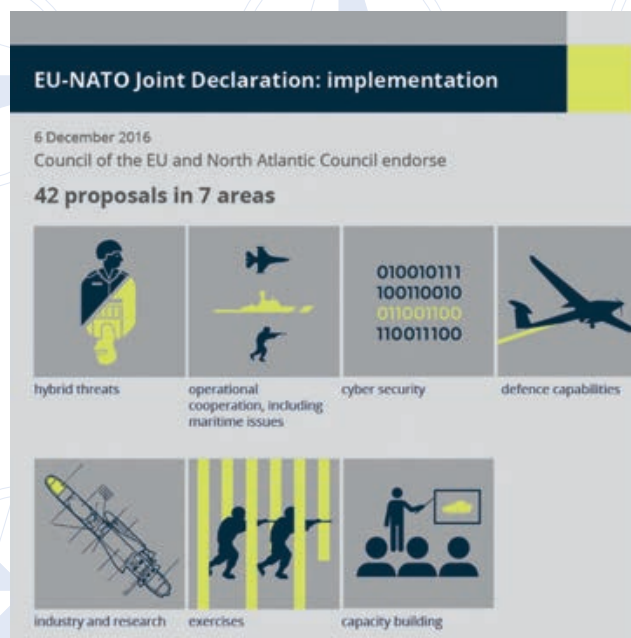 EU-NATO Joint Declaration: implementation
6 December 2016
Council of the EU and North Atlantic Council endorse
42 proposals in 7 areas
010010111
100110010
011001100
110011100
hybrid threats
operational
cooperation, including
maritime issues
cyber security
defence capabilities
industry and research
exercises
capacity building